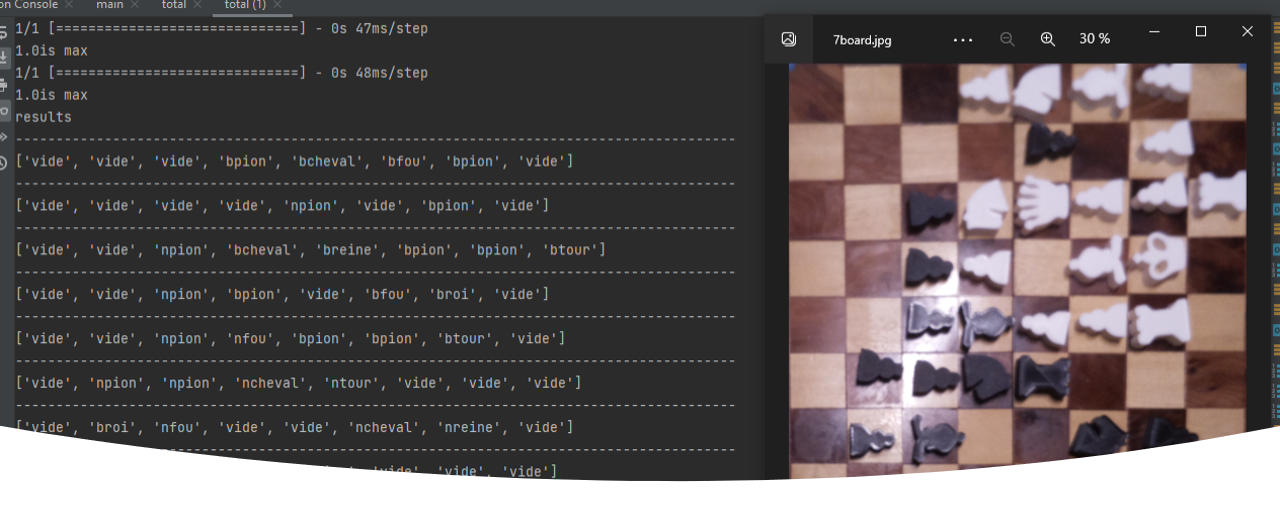 on Console × main × total × total (1) ×
1/1 [==============================] - 0s 47ms/step
1.0is max
1/1 [==============================] - 0s 48ms/step
1.0is max
results
['vide', 'vide', 'vide', 'bpion', 'bcheval', 'bfou', 'bpion', 'vide']
['vide', 'vide', 'vide', 'vide', 'npion', 'vide', 'bpion', 'vide']
['vide', 'vide', 'npion', 'bcheval', 'breine', 'bpion', 'bpion', 'btour']
['vide', 'vide', 'npion', 'bpion', 'vide', 'bfou', 'broi', 'vide']
['vide', 'vide', 'npion', 'nfou', 'bpion', 'bpion', 'btour', 'vide']
['vide', 'npion', 'npion', 'ncheval', 'ntour', 'vide', 'vide', 'vide']
['vide', 'broi', 'nfou', 'vide', 'vide', 'ncheval', 'nreine', 'vide']
'vide', 'vide', 'vide']
7board.jpg
30 %